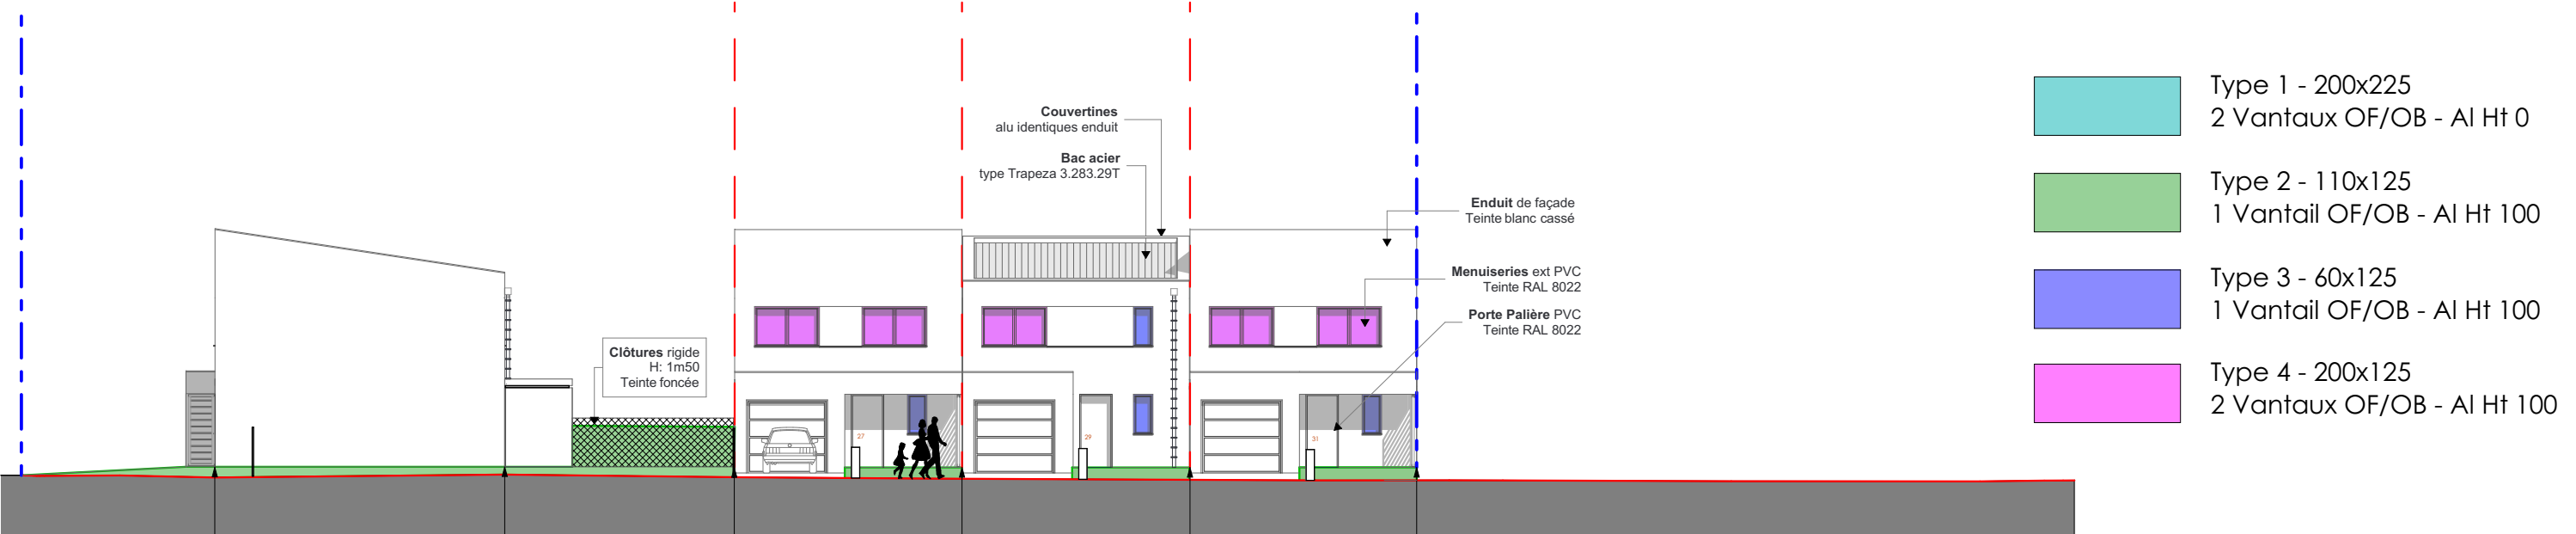 Couvertines
alu identiques enduit
Bac acier
type Trapeza 3.283.29T
Enduit de façade
Teinte blanc cassé
Menuiseries ext PVC
Teinte RAL 8022
Porte Palière PVC
Teinte RAL 8022
Clôtures rigide
H: 1m50
Teinte foncée
27
29
31
Type 1 - 200x225
2 Vantaux OF/OB - Al Ht 0
Type 2 - 110x125
1 Vantail OF/OB - Al Ht 100
Type 3 - 60x125
1 Vantail OF/OB - Al Ht 100
Type 4 - 200x125
2 Vantaux OF/OB - Al Ht 100